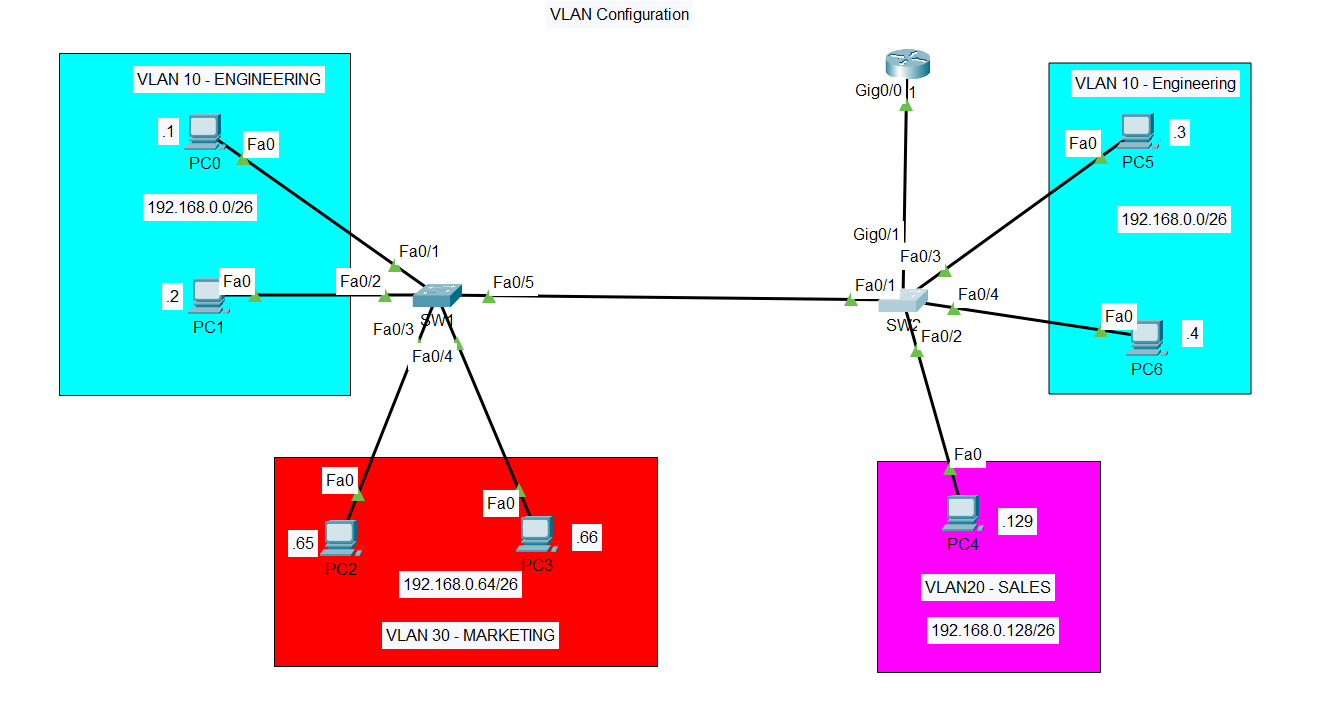 VLAN Configuration
VLAN 10 - ENGINEERING
.1
Fa0
PC0
192.168.0.0/26
Fa0/1
.2
Fa0
PC1
Fa0/2
Fa0/5
SW1
Fa0/3
Fa0/4
Gig0/0
1
Gig0/1
Fa0/3
Fa0/1
Fa0/4
SW2
Fa0/2
VLAN 10 - Engineering
Fa0
.3
PC5
192.168.0.0/26
Fa0
.4
PC6
Fa0
.65
PC2
Fa0
.66
PC3
192.168.0.64/26
VLAN 30 - MARKETING
Fa0
.129
PC4
VLAN20 - SALES
192.168.0.128/26